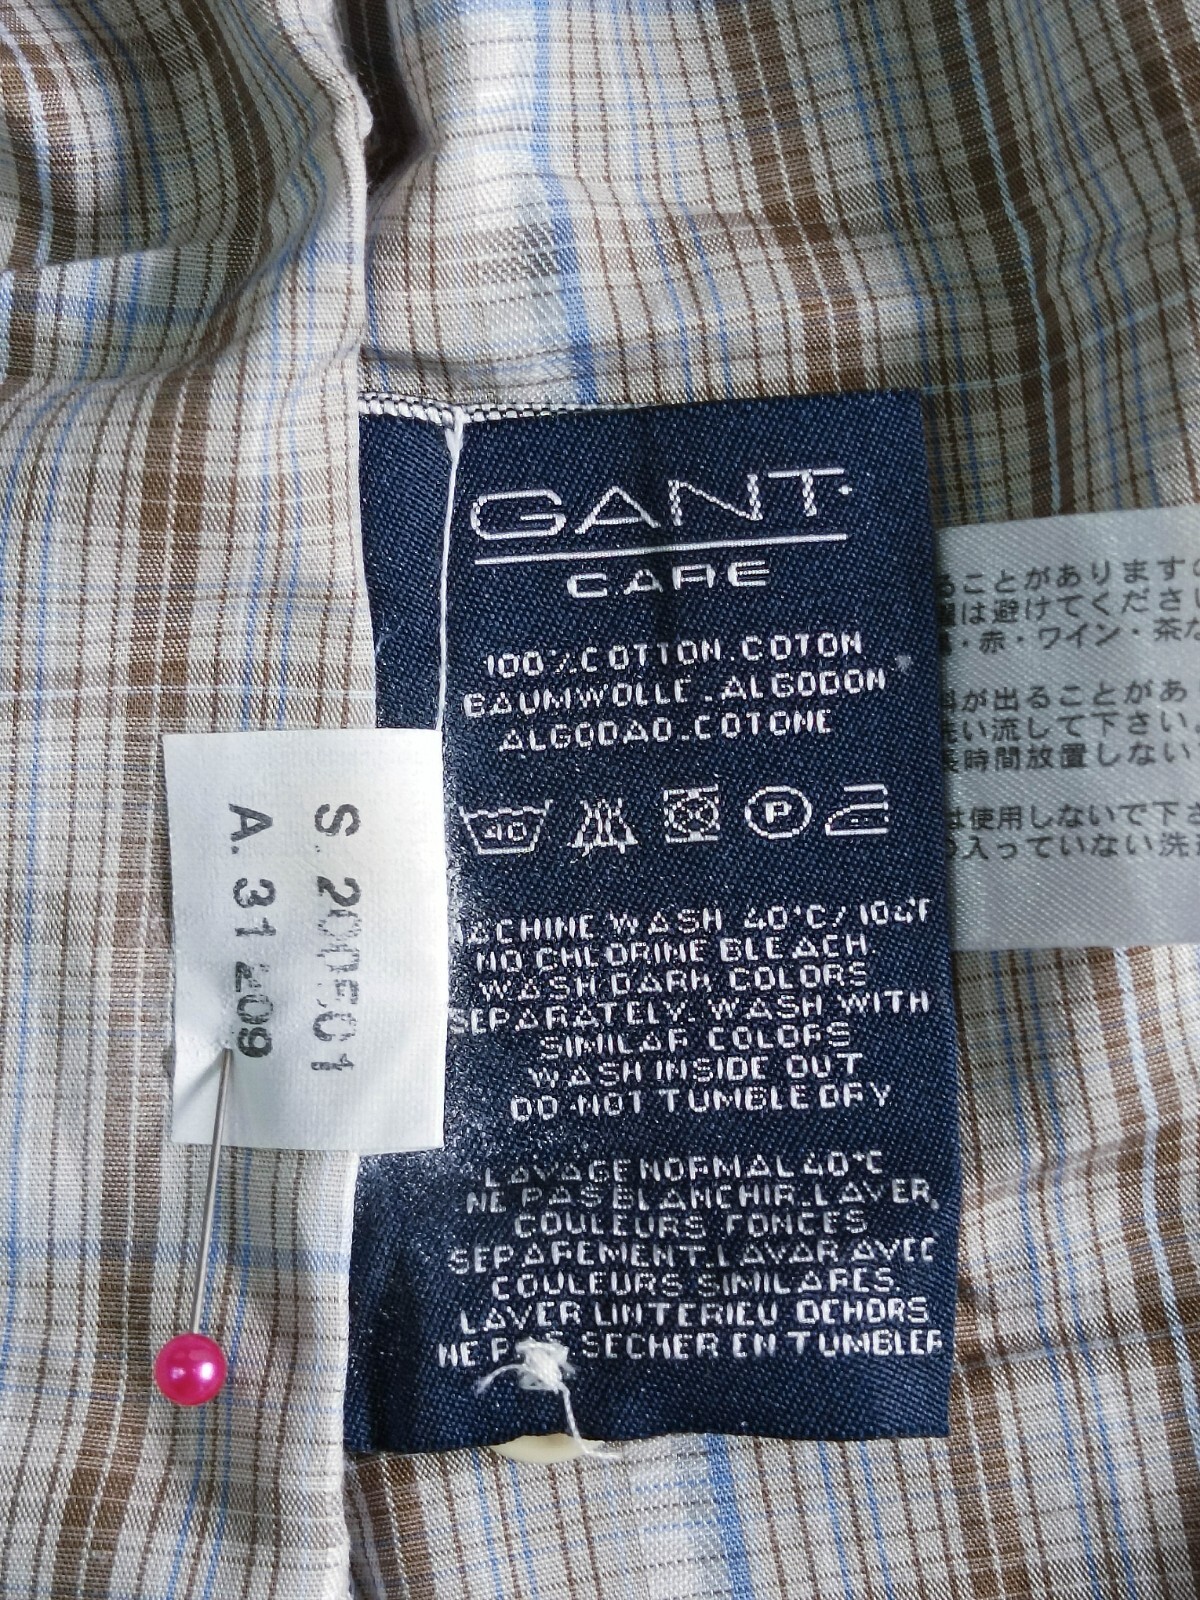 GANT
CARE
100%COTTON.COTON
BAUMWOLLE.ALGODON
ALGODAO.COTONE
40
P
MACHINE WASH 40°C/104°F
NO CHLORINE BLEACH
WASH DARK COLORS
SEPARATELY. WASH WITH
SIMILAR COLORS
WASH INSIDE OUT
DO NOT TUMBLE DRY
LAVAGE NORMAL 40°C
NE PAS BLANCHIR.LAVER
COULEURS FONCES
SEPAREMENT.LAVAR AVEC
COULEURS SIMILARES
LAVER LINTERIEU DEHORS
NE PAS SECHER EN TUMBLER
S.
A. 31
ることがあります
は避けてくださ
・赤・ワイン・茶
が出ることがあ
い流して下さい
時間放置しない
は使用しないで下
入っていない洗